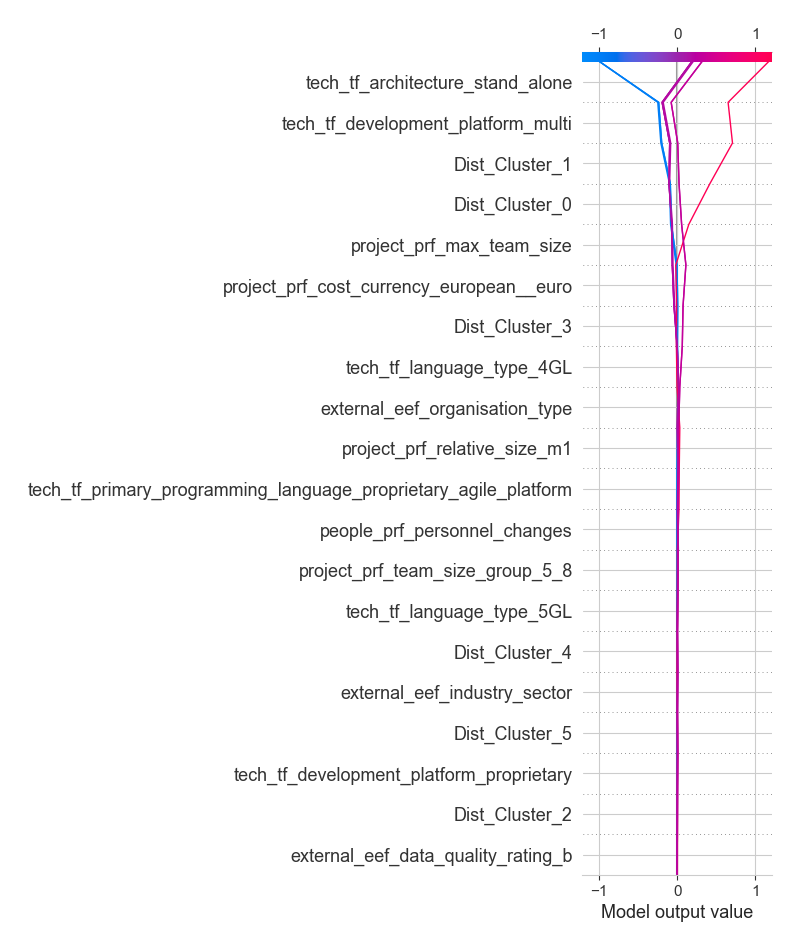 −1 0 1
tech_tf_architecture_stand_alone
tech_tf_development_platform_multi
Dist_Cluster_1
Dist_Cluster_0
project_prf_max_team_size
project_prf_cost_currency_european__euro
Dist_Cluster_3
tech_tf_language_type_4GL
external_eef_organisation_type
project_prf_relative_size_m1
tech_tf_primary_programming_language_proprietary_agile_platform
people_prf_personnel_changes
project_prf_team_size_group_5_8
tech_tf_language_type_5GL
Dist_Cluster_4
external_eef_industry_sector
Dist_Cluster_5
tech_tf_development_platform_proprietary
Dist_Cluster_2
external_eef_data_quality_rating_b
−1 0 1
Model output value